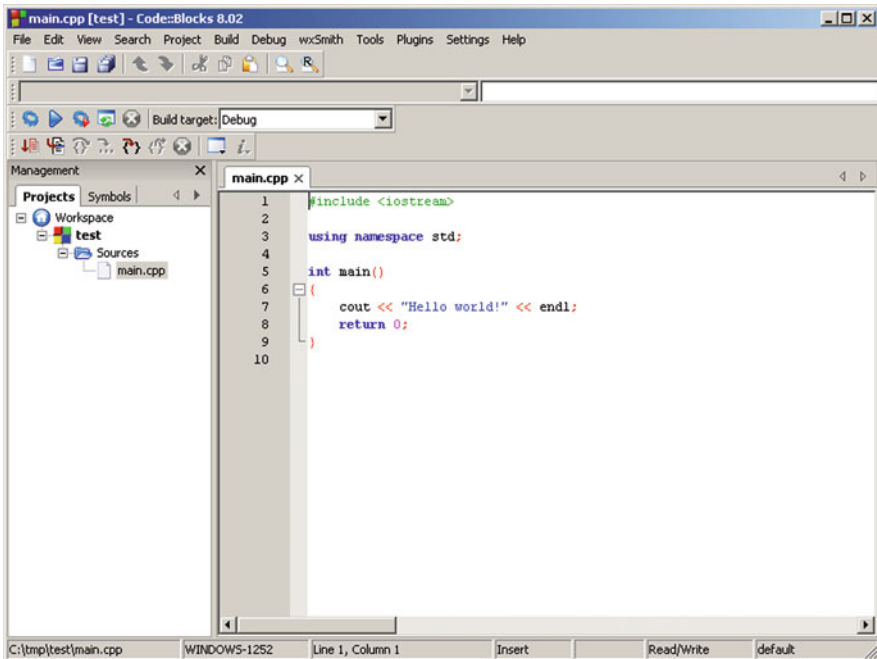 main.cpp [test] - Code::Blocks 8.02
File Edit View Search Project Build Debug wxSmith Tools Plugins Settings Help
Build target: Debug
Management
main.cpp
Projects Symbols
Workspace
test
Sources
main.cpp
1 #include <iostream>
2
3 using namespace std;
4
5 int main()
6 {
7 cout << "Hello world!" << endl;
8 return 0;
9 }
10
C:\tmp\test\main.cpp WINDOWS-1252 Line 1, Column 1 Insert Read/Write default